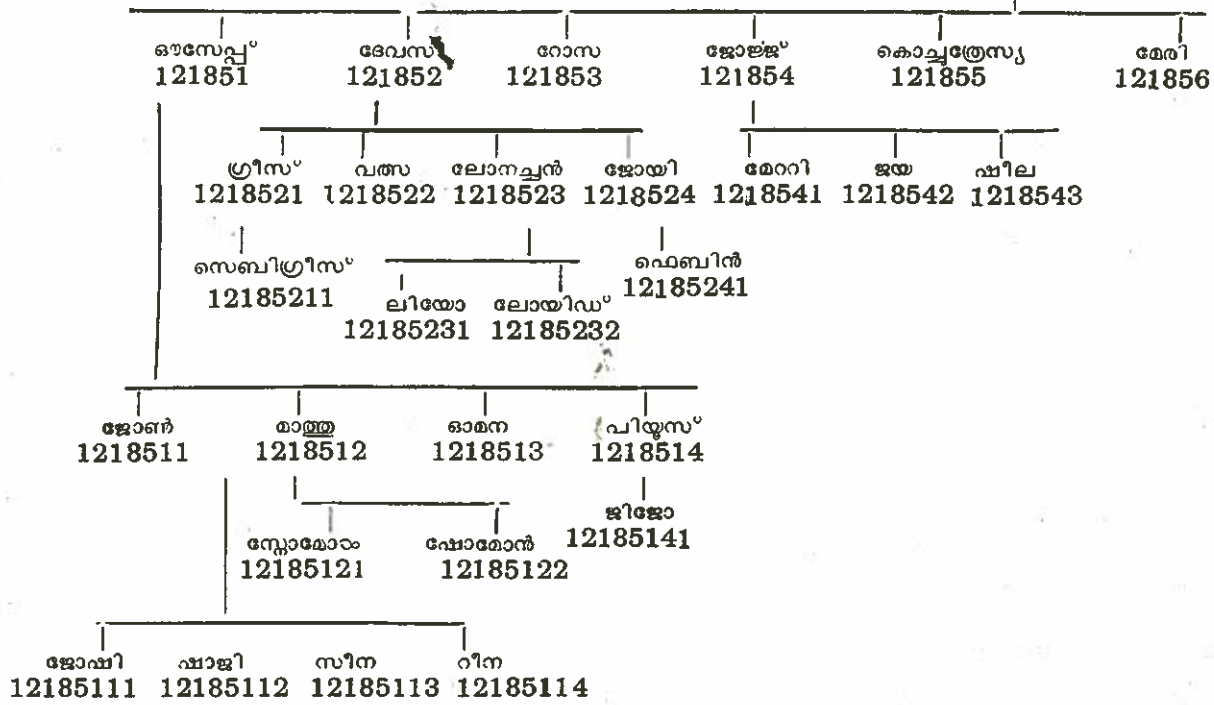 ഔസേപ്പ് ദേവസി റോസ ജോൎജ്ജ് കൊച്ചുത്രേസ്യ മേരി
121851 121852 121853 121854 121855 121856
ഗ്രീസ് വത്സ ലോനച്ചൻ ജോയി മേററി ജയ ഷീല
1218521 1218522 1218523 1218524 1218541 1218542 1218543
സെബിഗ്രീസ് ഫെബിൻ
12185211 12185241
ലിയോ ലോയിഡ്
12185231 12185232
ജോൺ മാത്തു ഓമന പിയൂസ്
1218511 1218512 1218513 1218514
ജിജോ
12185141
ഷോമോൻ
12185121 12185122
ജോഷി ഷാജി സീന റീന
12185111 12185112 12185113 12185114